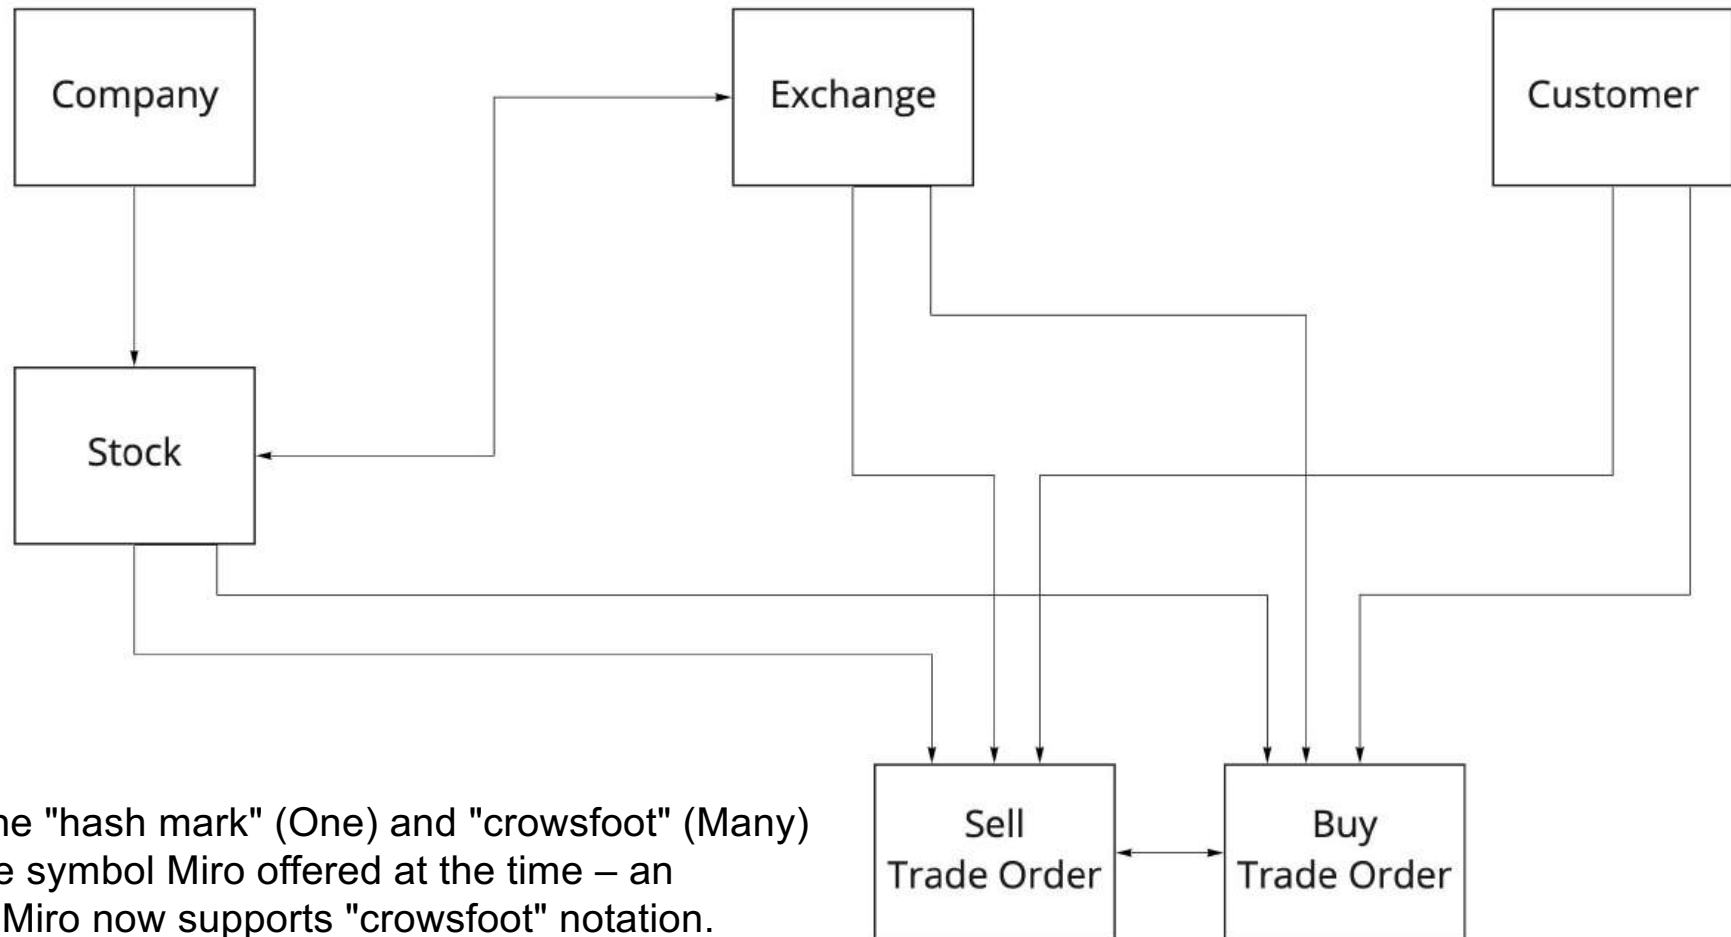 Company
Exchange
Customer
Stock
Sell
Trade Order
Buy
Trade Order
"hash mark" (One) and "crowsfoot" (Many)
symbol Miro offered at the time – an
Miro now supports "crowsfoot" notation.